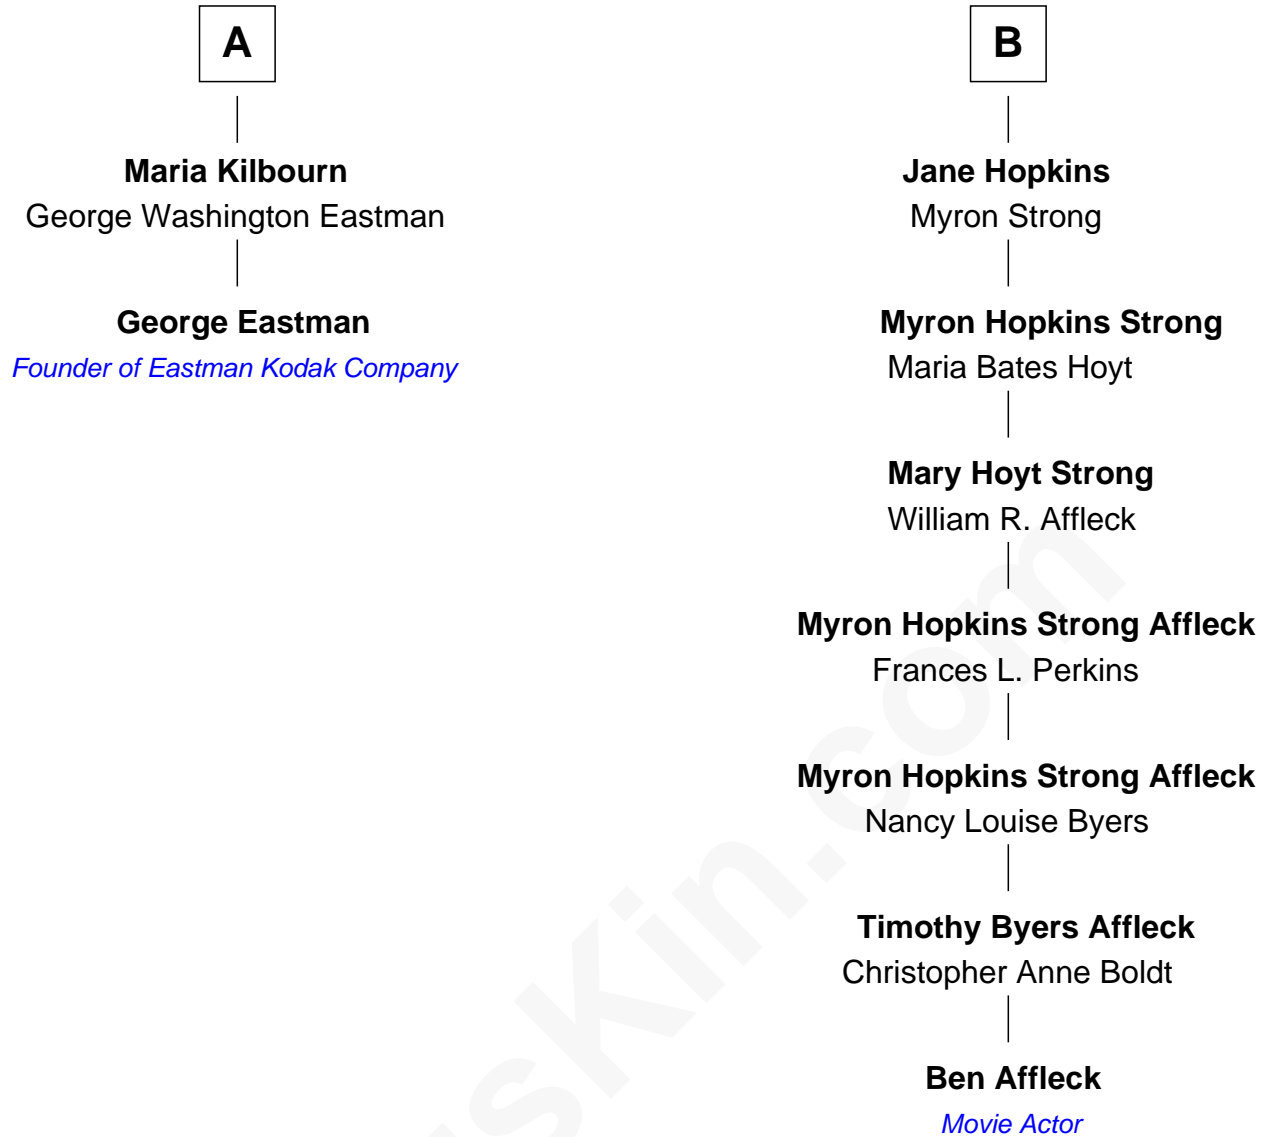 A
Maria Kilbourn
George Washington Eastman
George Eastman
Founder of Eastman Kodak Company
B
Jane Hopkins
Myron Strong
Myron Hopkins Strong
Maria Bates Hoyt
Mary Hoyt Strong
William R. Affleck
Myron Hopkins Strong Affleck
Frances L. Perkins
Myron Hopkins Strong Affleck
Nancy Louise Byers
Timothy Byers Affleck
Christopher Anne Boldt
Ben Affleck
Movie Actor
sKin.com